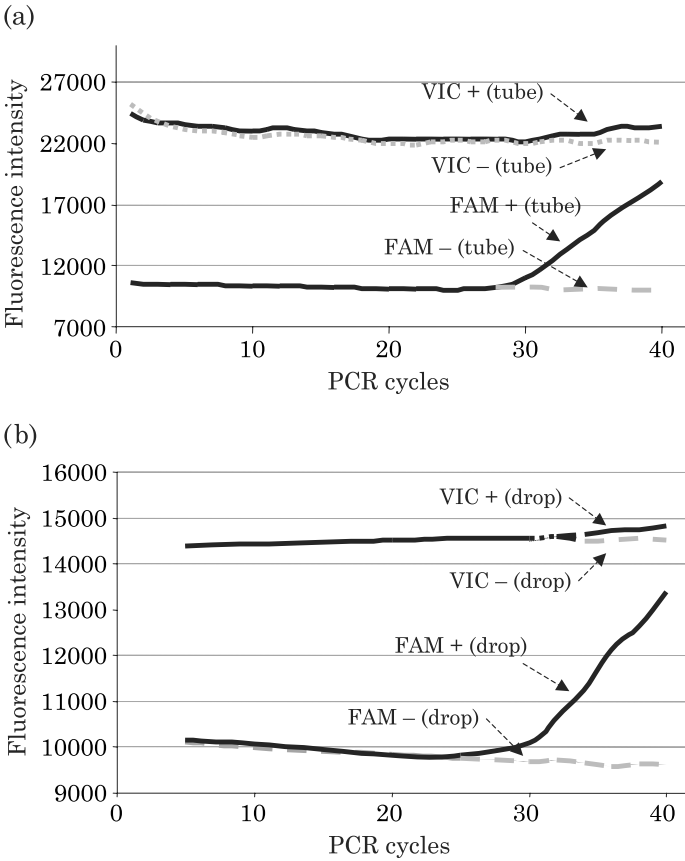 (a)
27000
22000
17000
12000
7000
Fluorescence intensity
VIC + (tube)
VIC – (tube)
FAM + (tube)
FAM – (tube)
0 10 20 30 40
PCR cycles
(b)
16000
15000
14000
13000
12000
11000
10000
9000
Fluorescence intensity
VIC + (drop)
VIC – (drop)
FAM + (drop)
FAM – (drop)
0 10 20 30 40
PCR cycles